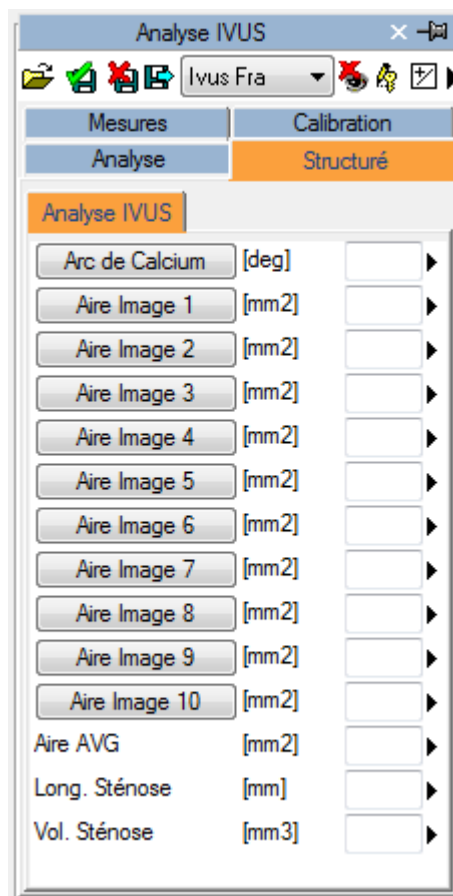 Analyse IVUS
Ivus Fra
Mesures Calibration
Analyse Structuré
Analyse IVUS
Arc de Calcium [deg]
Aire Image 1 [mm2]
Aire Image 2 [mm2]
Aire Image 3 [mm2]
Aire Image 4 [mm2]
Aire Image 5 [mm2]
Aire Image 6 [mm2]
Aire Image 7 [mm2]
Aire Image 8 [mm2]
Aire Image 9 [mm2]
Aire Image 10 [mm2]
Aire AVG [mm2]
Long. Sténose [mm]
Vol. Sténose [mm3]